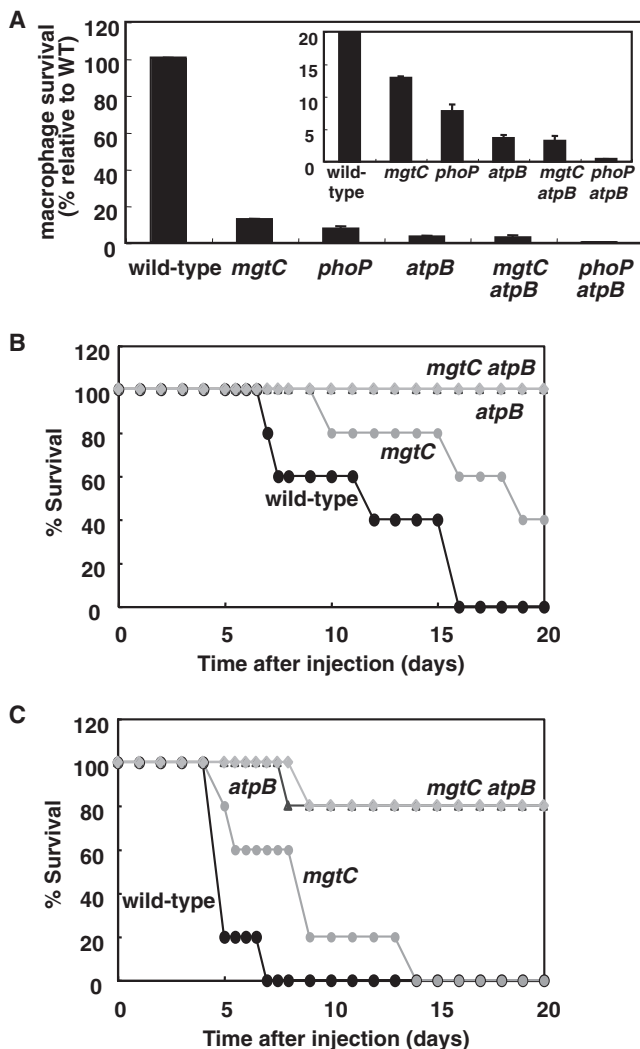 A
macrophage survival
(% relative to WT)
120
100
80
60
40
20
0
wild-type
mgtC
phoP
atpB
mgtC
atpB
phoP
atpB
20
15
10
5
0
wild-
type
mgtC
phoP
atpB
mgtC
atpB
phoP
atpB
B
% Survival
120
100
80
60
40
20
0
mgtC atpB
atpB
mgtC
wild-type
0 5 10 15 20
Time after injection (days)
C
% Survival
120
100
80
60
40
20
0
atpB
mgtC atpB
mgtC
wild-type
0 5 10 15 20
Time after injection (days)